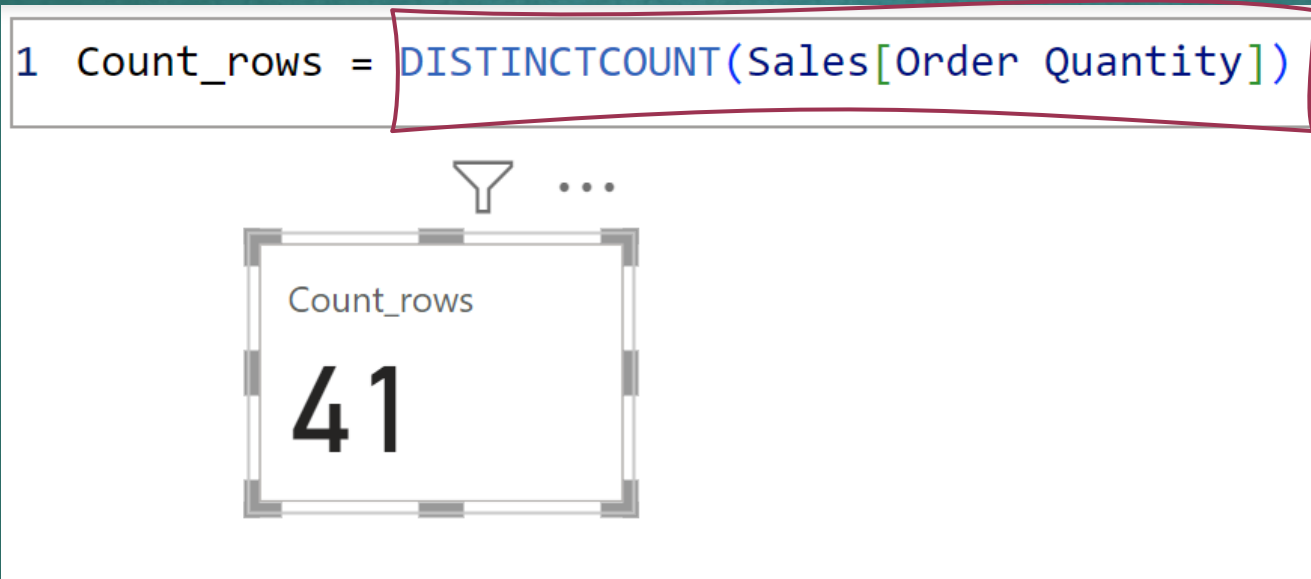 1 Count_rows = DISTINCTCOUNT(Sales[Order Quantity])
Count_rows
41